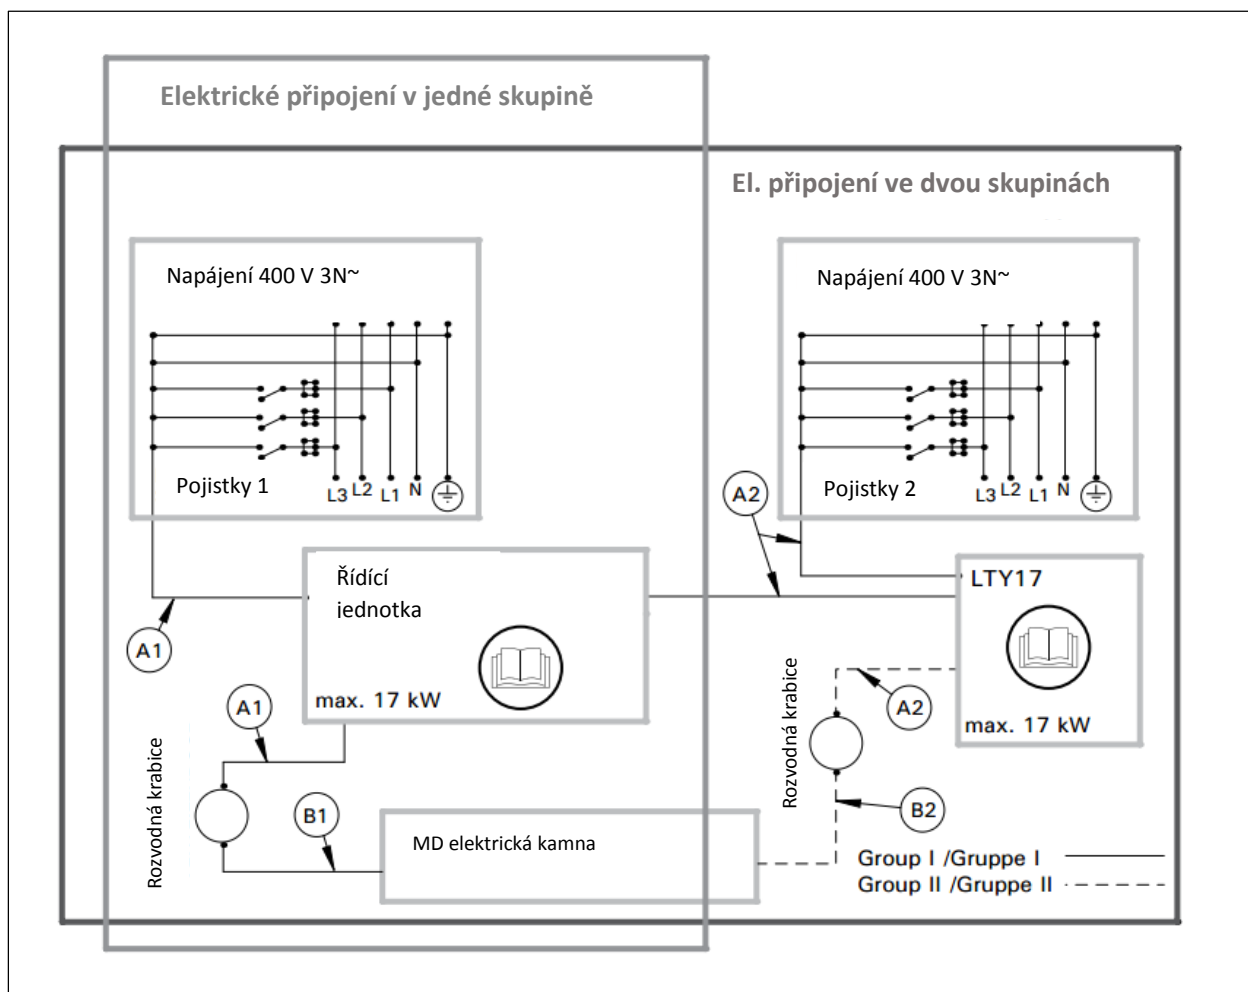 Elektrické připojení v jedné skupině
El. připojení ve dvou skupinách
Napájení 400 V 3N~
Pojistky 1
L3 L2 L1 N
Napájení 400 V 3N~
Pojistky 2
L3 L2 L1 N
A2
Řídící
jednotka
max. 17 kW
A1
LTY17
max. 17 kW
A1
Rozvodná krabice
B1
MD elektrická kamna
A2
Rozvodná krabice
B2
Group I /Gruppe I
Group II /Gruppe II